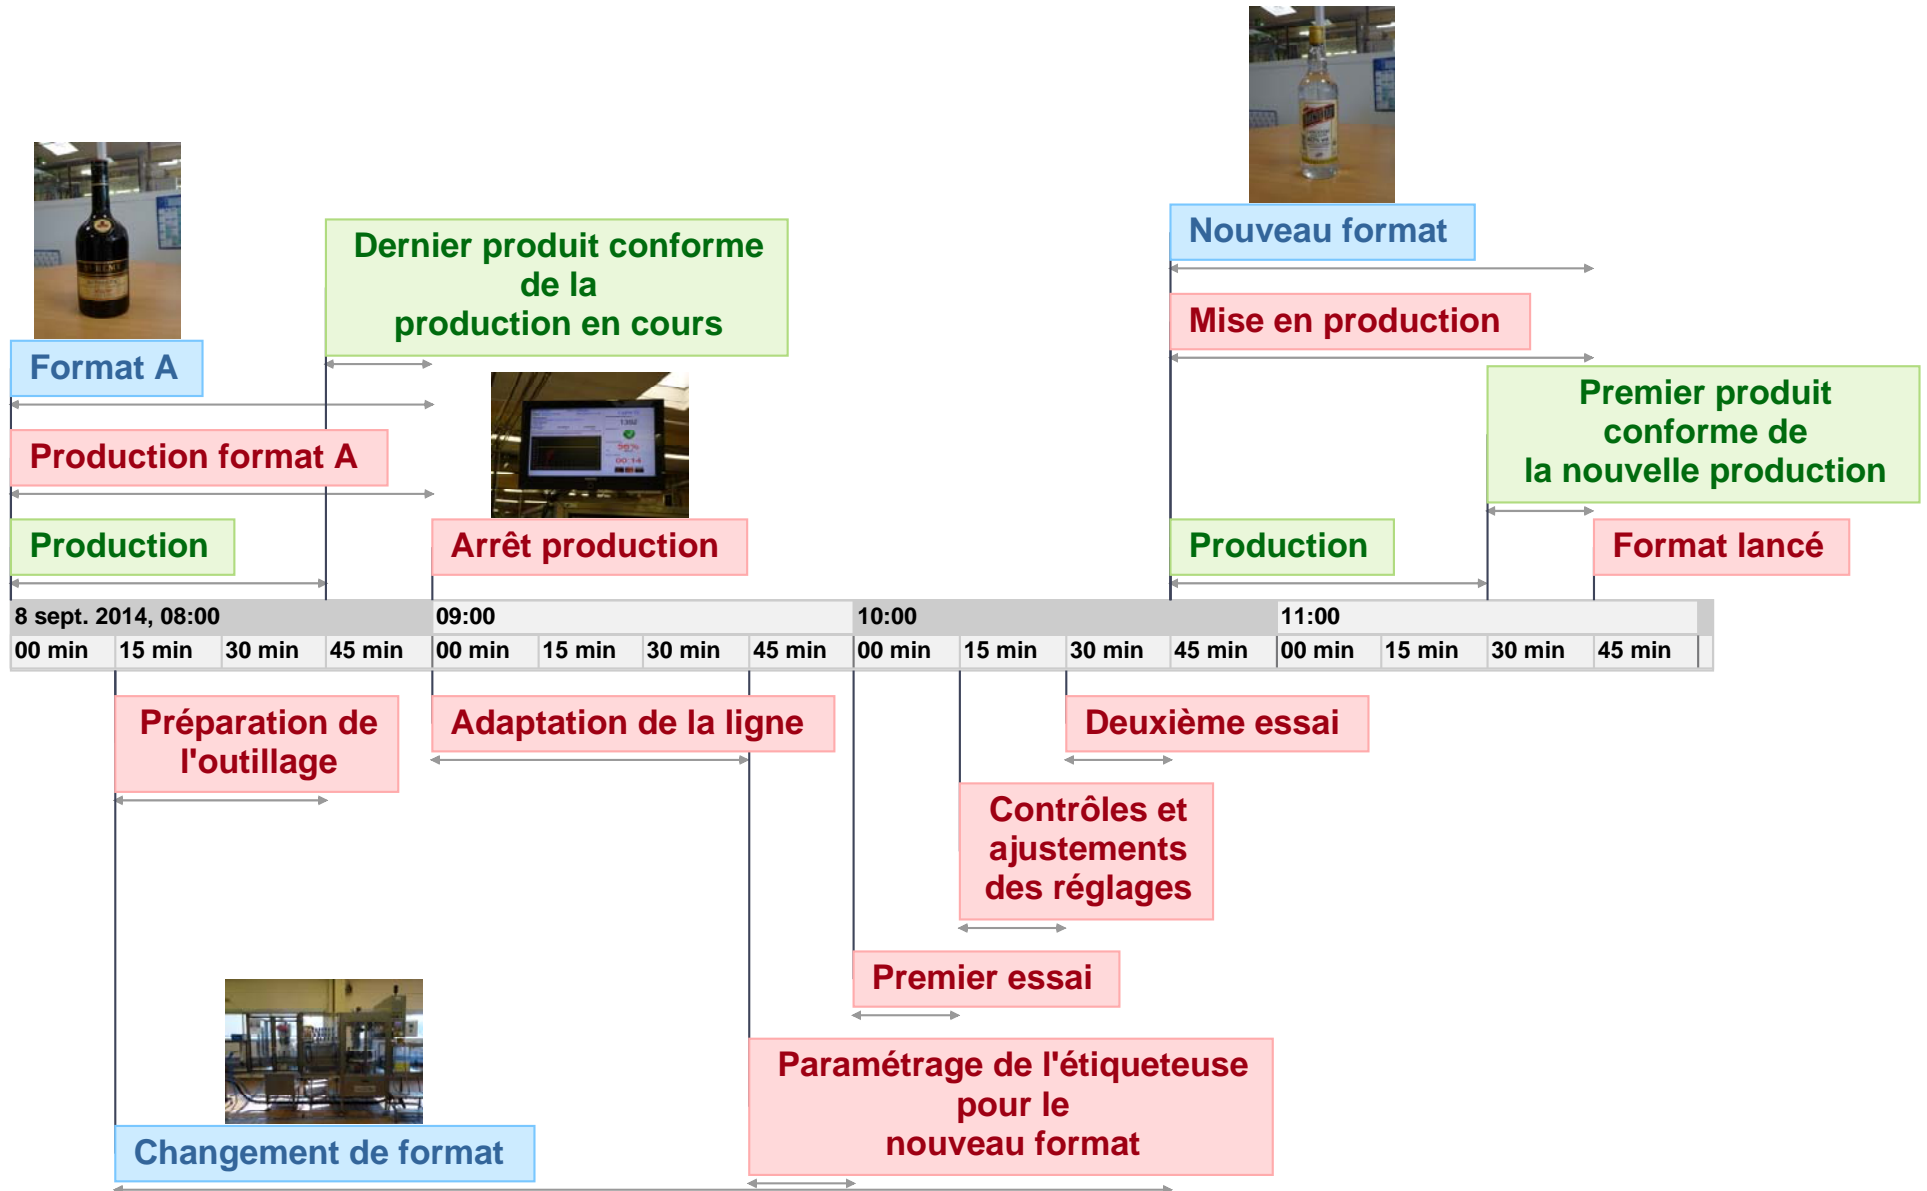 Nouveau format
Dernier produit conforme
de la
production en cours
Mise en production
Format A
Premier produit
conforme de
la nouvelle production
Production format A
1392
00:14
Production
Arrêt production
Production
Format lancé
8 sept. 2014, 08:00
09:00
10:00
11:00
00 min
15 min
30 min
45 min
00 min
15 min
30 min
45 min
00 min
15 min
30 min
45 min
00 min
15 min
30 min
45 min
Préparation de
l'outillage
Adaptation de la ligne
Deuxième essai
Contrôles et
ajustements
des réglages
Premier essai
Paramétrage de l'étiqueteuse
pour le
nouveau format
Changement de format